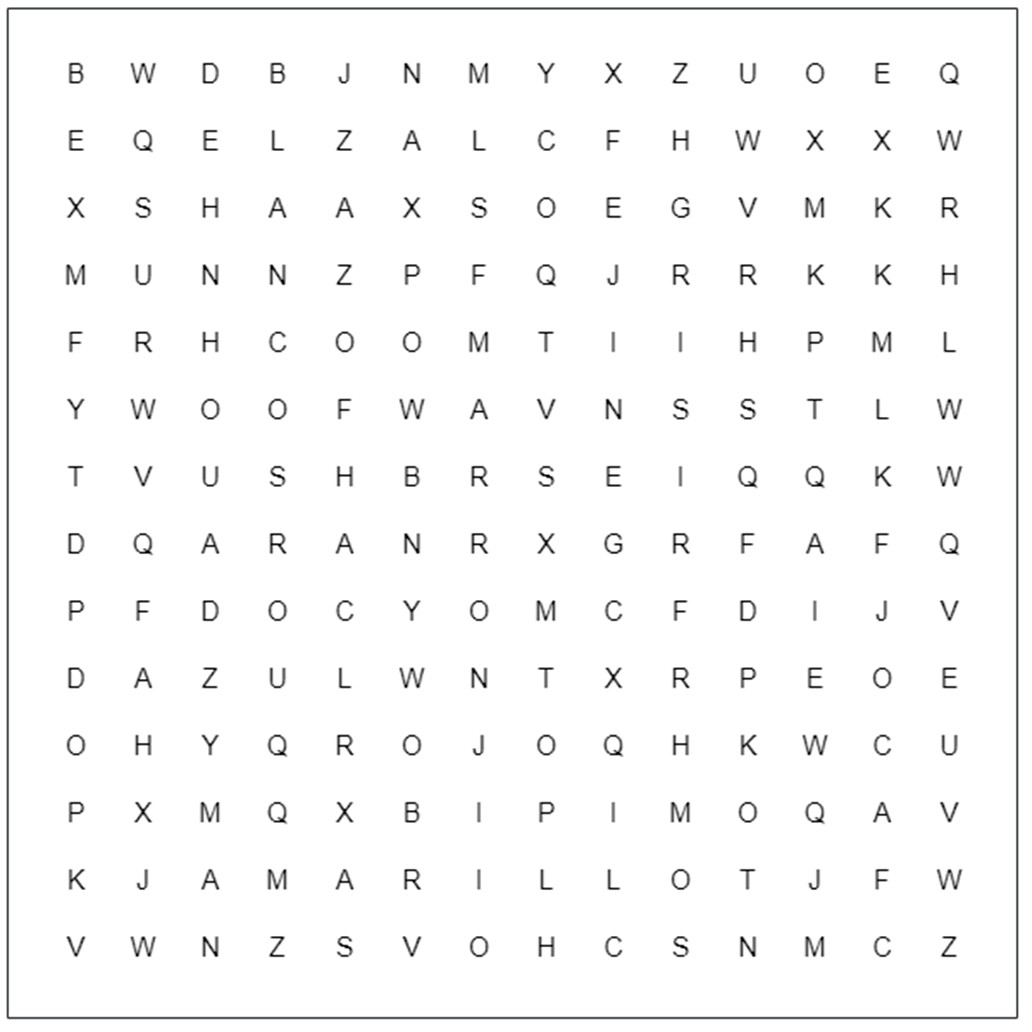 B W D B J N M Y X Z U O E Q
E Q E L Z A L C F H W X X W
X S H A A X S O E G V M K R
M U N N Z P F Q J R R K K H
F R H C O O M T I I H P M L
Y W O O F W A V N S S T L W
T V U S H B R S E I Q Q K W
D Q A R A N R X G R F A F Q
P F D O C Y O M C F D I J V
D A Z U L W N T X R P E O E
O H Y Q R O J O Q H K W C U
P X M Q X B I P I M O Q A V
K J A M A R I L L O T J F W
V W N Z S V O H C S N M C Z